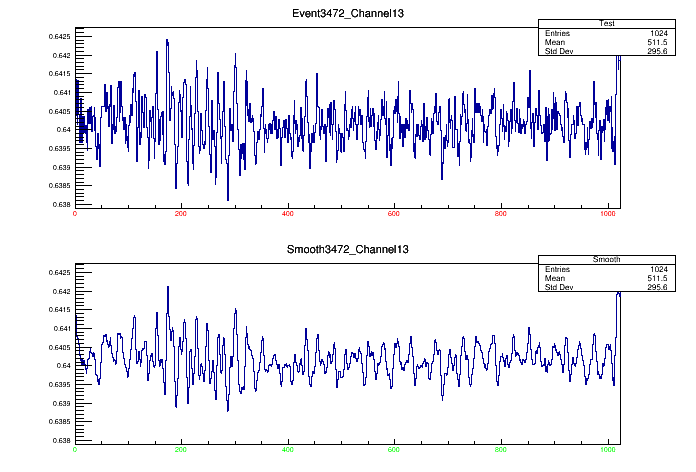 Event3472_Channel13
Test
Entries 1024
Mean 511.5
Std Dev 295.6
0.6425
0.642
0.6415
0.641
0.6405
0.64
0.6395
0.639
0.6385
0.638
0 200 400 600 800 1000
Smooth3472_Channel13
Smooth
Entries 1024
Mean 511.5
Std Dev 295.6
0.6425
0.642
0.6415
0.641
0.6405
0.64
0.6395
0.639
0.6385
0.638
0 200 400 600 800 1000